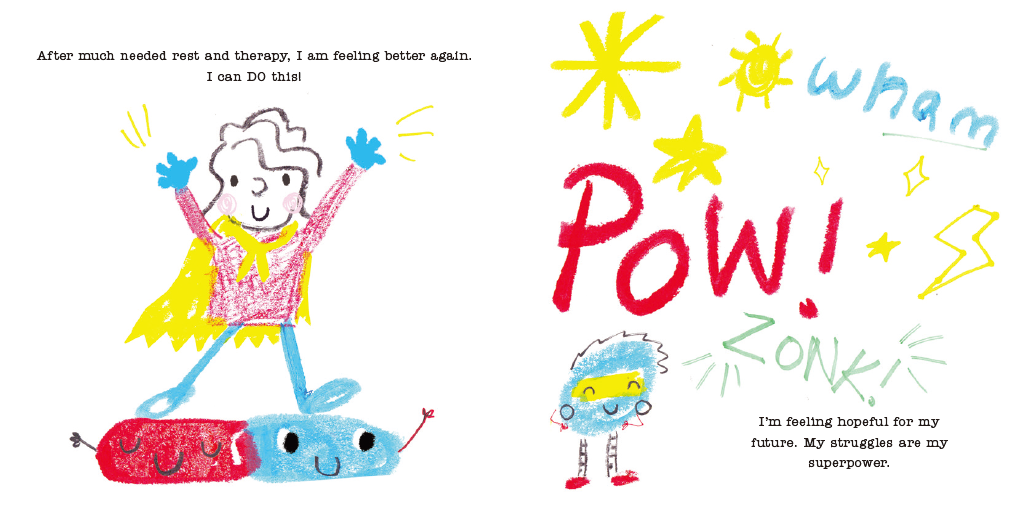 After much needed rest and therapy, I am feeling better again.
I can DO this!
wham
POW!
ZONK!
I'm feeling hopeful for my
future. My struggles are my
superpower.